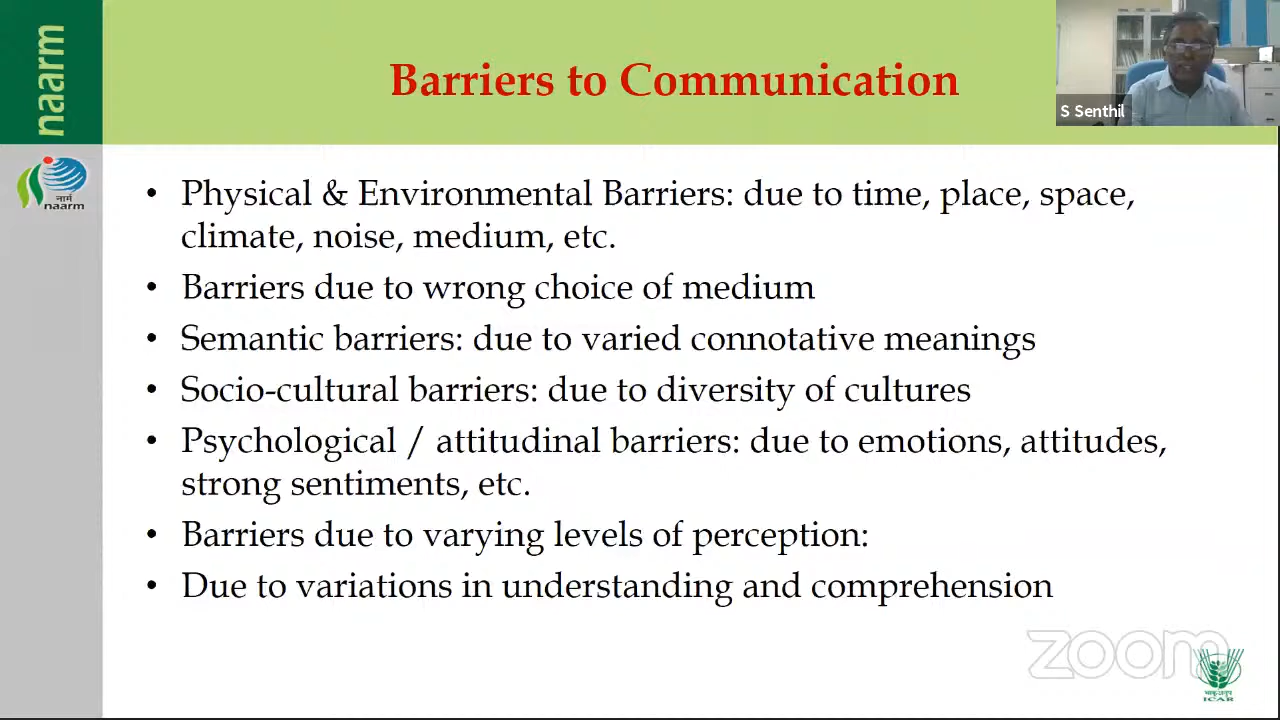 naarm
Barriers to Communication
S Senthil
नार्म
naarm
• Physical & Environmental Barriers: due to time, place, space,
climate, noise, medium, etc.
• Barriers due to wrong choice of medium
• Semantic barriers: due to varied connotative meanings
• Socio-cultural barriers: due to diversity of cultures
• Psychological / attitudinal barriers: due to emotions, attitudes,
strong sentiments, etc.
• Barriers due to varying levels of perception:
• Due to variations in understanding and comprehension
zoom
भाकृअनुप
ICAR